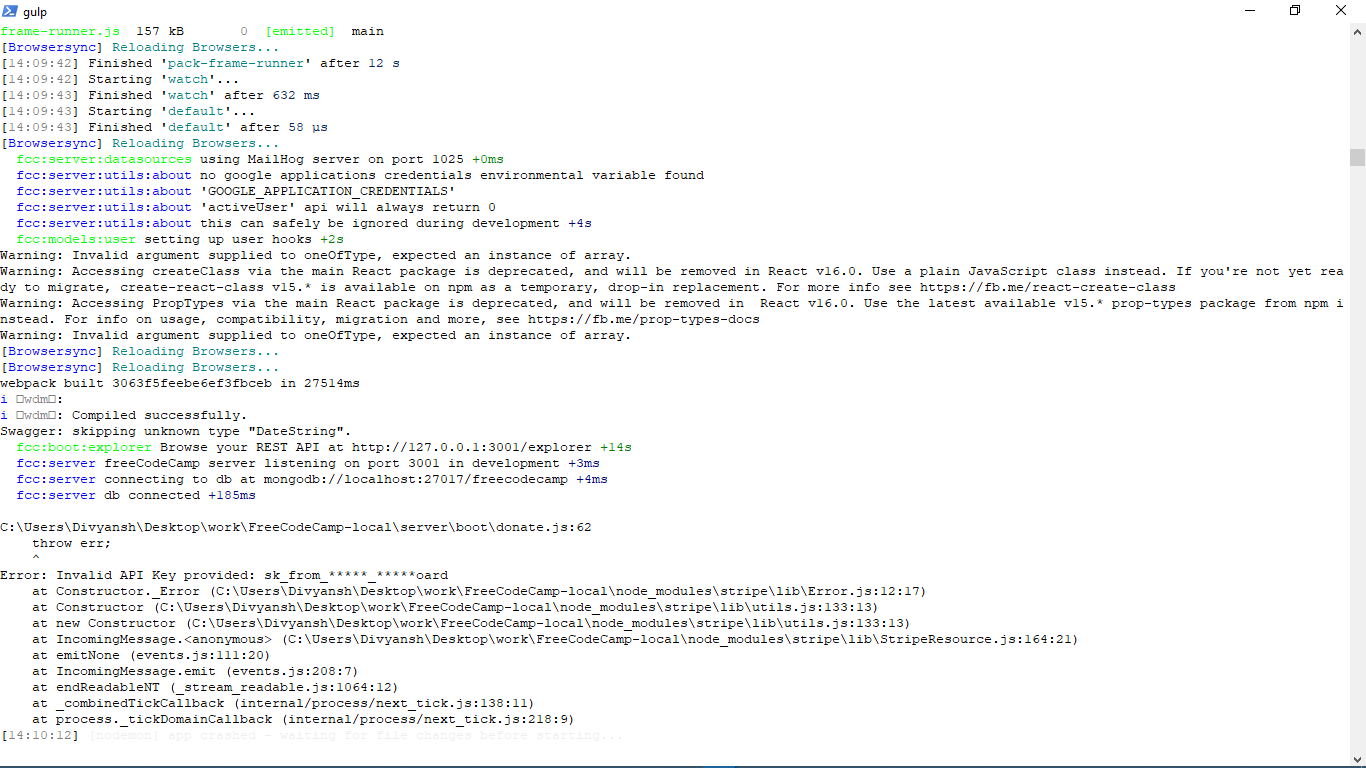 gulp
frame-runner.js  157 kB       0  [emitted]  main
[Browsersync] Reloading Browsers...
[14:09:42] Finished 'pack-frame-runner' after 12 s
[14:09:42] Starting 'watch'...
[14:09:43] Finished 'watch' after 632 ms
[14:09:43] Starting 'default'...
[14:09:43] Finished 'default' after 58 μs
[Browsersync] Reloading Browsers...
  fcc:server:datasources using MailHog server on port 1025 +0ms
  fcc:server:utils:about no google applications credentials environmental variable found
  fcc:server:utils:about 'GOOGLE_APPLICATION_CREDENTIALS'
  fcc:server:utils:about 'activeUser' api will always return 0
  fcc:server:utils:about this can safely be ignored during development +4s
  fcc:models:user setting up user hooks +2s
Warning: Invalid argument supplied to oneOfType, expected an instance of array.
Warning: Accessing createClass via the main React package is deprecated, and will be removed in React v16.0. Use a plain JavaScript class instead. If you're not yet rea
dy to migrate, create-react-class v15.* is available on npm as a temporary, drop-in replacement. For more info see https://fb.me/react-create-class
Warning: Accessing PropTypes via the main React package is deprecated, and will be removed in  React v16.0. Use the latest available v15.* prop-types package from npm i
nstead. For info on usage, compatibility, migration and more, see https://fb.me/prop-types-docs
Warning: Invalid argument supplied to oneOfType, expected an instance of array.
[Browsersync] Reloading Browsers...
[Browsersync] Reloading Browsers...
webpack built 3063f5feebe6ef3fbceb in 27514ms
i □wdm□:
i □wdm□: Compiled successfully.
Swagger: skipping unknown type "DateString".
  fcc:boot:explorer Browse your REST API at http://127.0.0.1:3001/explorer +14s
  fcc:server freeCodeCamp server listening on port 3001 in development +3ms
  fcc:server connecting to db at mongodb://localhost:27017/freecodecamp +4ms
  fcc:server db connected +185ms
C:\Users\Divyansh\Desktop\work\FreeCodeCamp-local\server\boot\donate.js:62
    throw err;
    ^
Error: Invalid API Key provided: sk_from_*****_*****oard
    at Constructor._Error (C:\Users\Divyansh\Desktop\work\FreeCodeCamp-local\node_modules\stripe\lib\Error.js:12:17)
    at Constructor (C:\Users\Divyansh\Desktop\work\FreeCodeCamp-local\node_modules\stripe\lib\utils.js:133:13)
    at new Constructor (C:\Users\Divyansh\Desktop\work\FreeCodeCamp-local\node_modules\stripe\lib\utils.js:133:13)
    at IncomingMessage.<anonymous> (C:\Users\Divyansh\Desktop\work\FreeCodeCamp-local\node_modules\stripe\lib\StripeResource.js:164:21)
    at emitNone (events.js:111:20)
    at IncomingMessage.emit (events.js:208:7)
    at endReadableNT (_stream_readable.js:1064:12)
    at _combinedTickCallback (internal/process/next_tick.js:138:11)
    at process._tickDomainCallback (internal/process/next_tick.js:218:9)
[14:10:12] [nodemon] app crashed - waiting for file changes before starting...